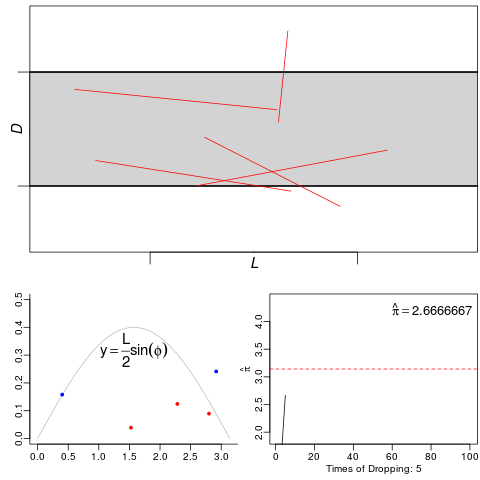 D
L
0.5
0.4
0.3
0.2
0.1
0.0
y = L/2 sin(ϕ)
0.0 0.5 1.0 1.5 2.0 2.5 3.0
π̂ = 2.6666667
4.0
3.5
3.0
2.5
2.0
π̂
0 20 40 60 80 100
Times of Dropping: 5